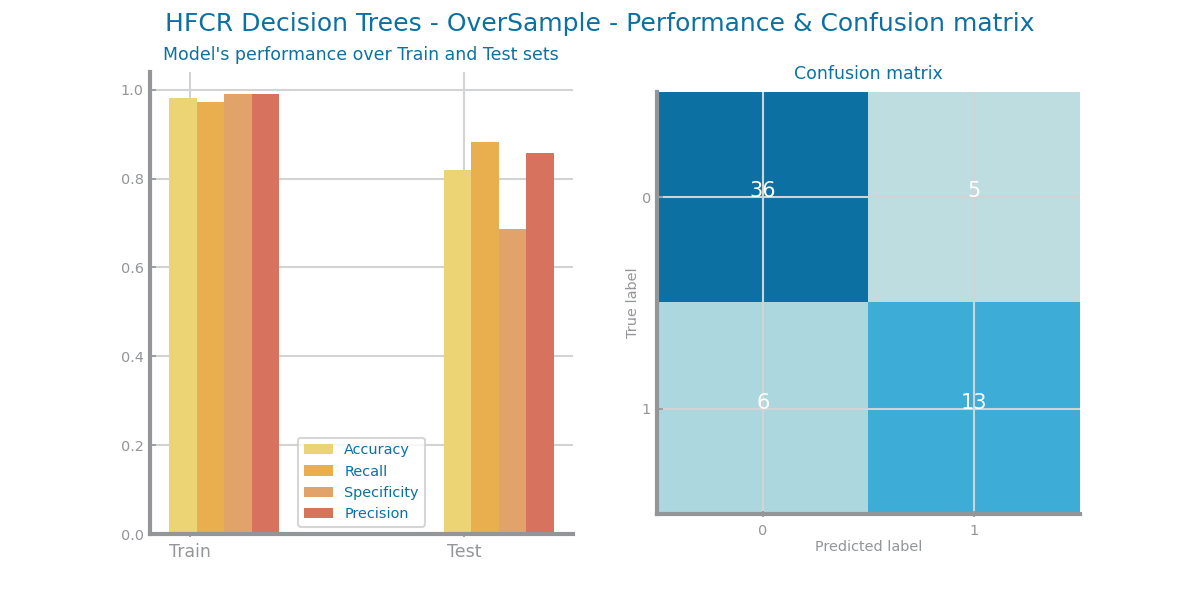 HFCR Decision Trees - OverSample - Performance & Confusion matrix
Model's performance over Train and Test sets
1.0
0.8
0.6
0.4
0.2
0.0
Train
Test
Accuracy
Recall
Specificity
Precision
Confusion matrix
True label
0
1
36
5
6
13
0
1
Predicted label